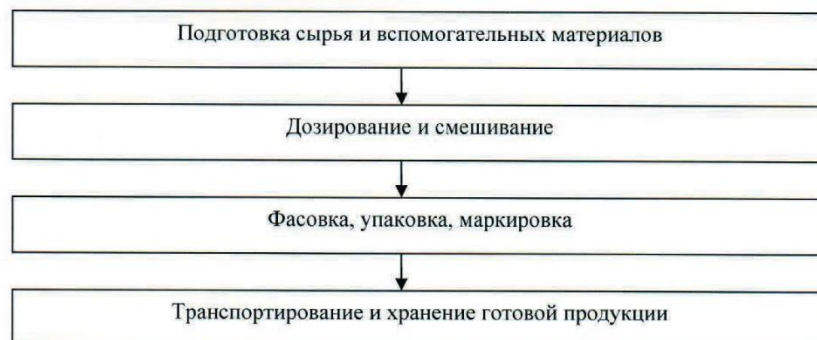 Подготовка сырья и вспомогательных материалов
Дозирование и смешивание
Фасовка, упаковка, маркировка
Транспортирование и хранение готовой продукции